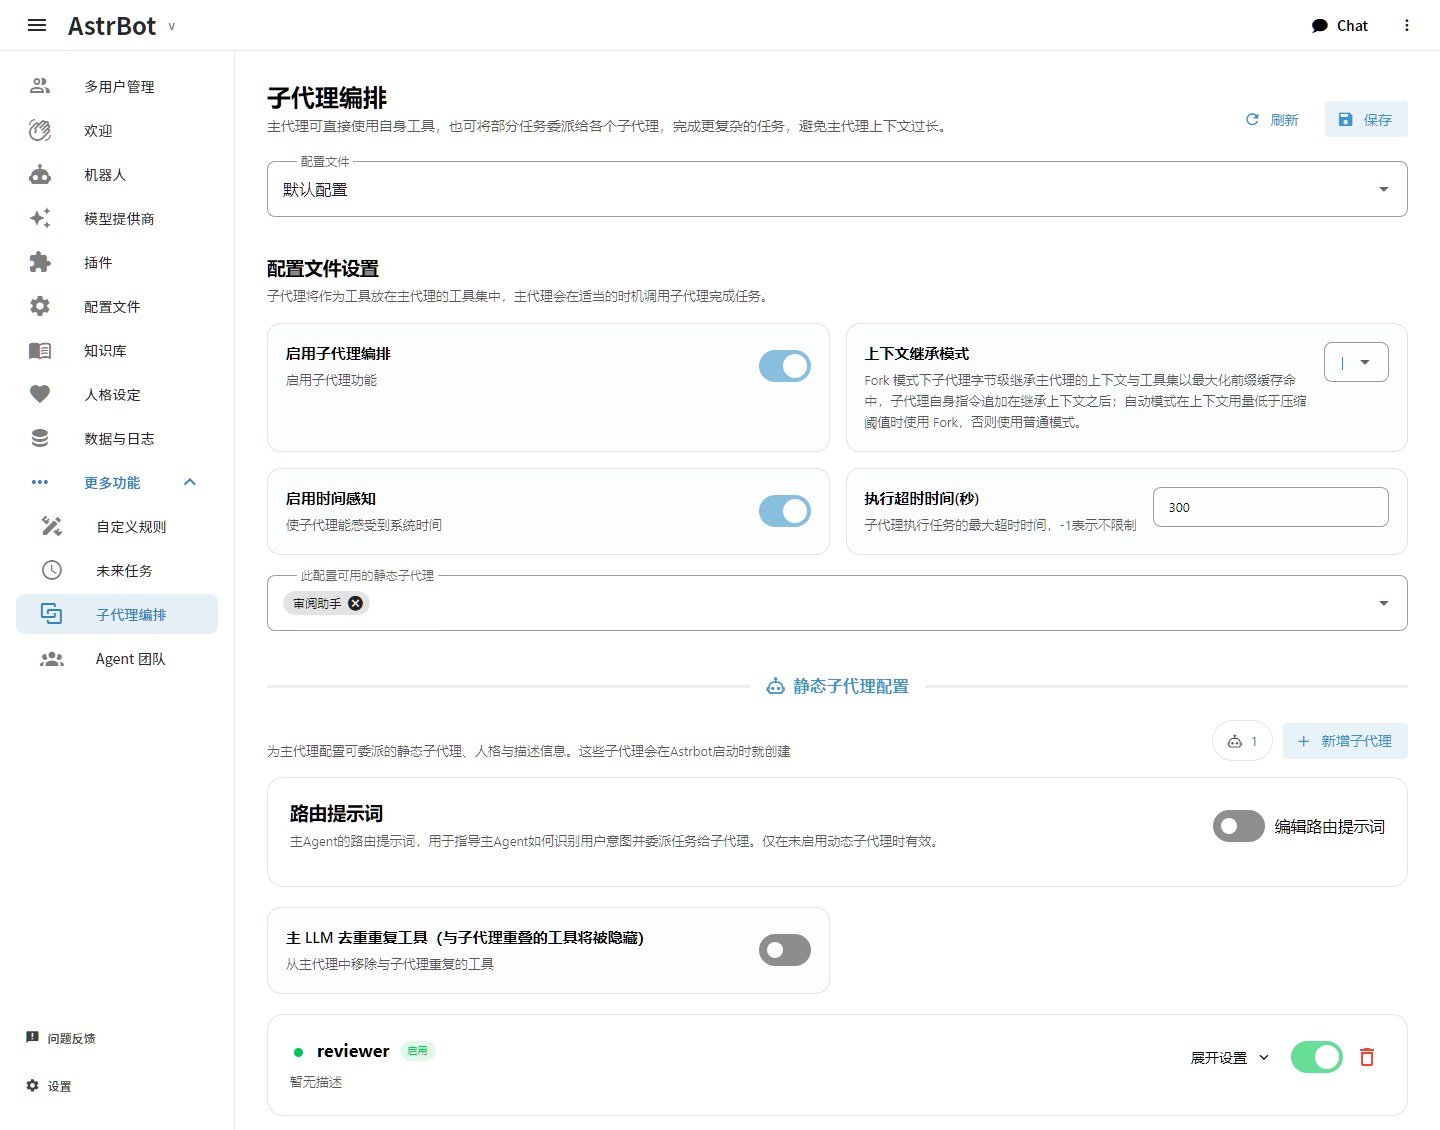 AstrBot v
Chat
多用户管理
欢迎
机器人
模型提供商
插件
配置文件
知识库
人格设定
数据与日志
更多功能
自定义规则
未来任务
子代理编排
Agent 团队
问题反馈
设置
子代理编排
主代理可直接使用自身工具，也可将部分任务委派给各个子代理，完成更复杂的任务，避免主代理上下文过长。
刷新
保存
配置文件
默认配置
配置文件设置
子代理将作为工具放在主代理的工具集中，主代理会在适当的时机调用子代理完成任务。
启用子代理编排
启用子代理功能
上下文继承模式
Fork 模式下子代理字节级继承主代理的上下文与工具集以最大化前缀缓存命
中，子代理自身指令追加在继承上下文之后；自动模式在上下文用量低于压缩
阈值时使用 Fork，否则使用普通模式。
启用时间感知
使子代理能感受到系统时间
执行超时时间(秒)
子代理执行任务的最大超时时间，-1表示不限制
300
此配置可用的静态子代理
审阅助手
静态子代理配置
为主代理配置可委派的静态子代理、人格与描述信息。这些子代理会在Astrbot启动时就创建
1
新增子代理
路由提示词
主Agent的路由提示词，用于指导主Agent如何识别用户意图并委派任务给子代理。仅在未启用动态子代理时有效。
编辑路由提示词
主 LLM 去重重复工具（与子代理重叠的工具将被隐藏）
从主代理中移除与子代理重复的工具
reviewer 启用
暂无描述
展开设置